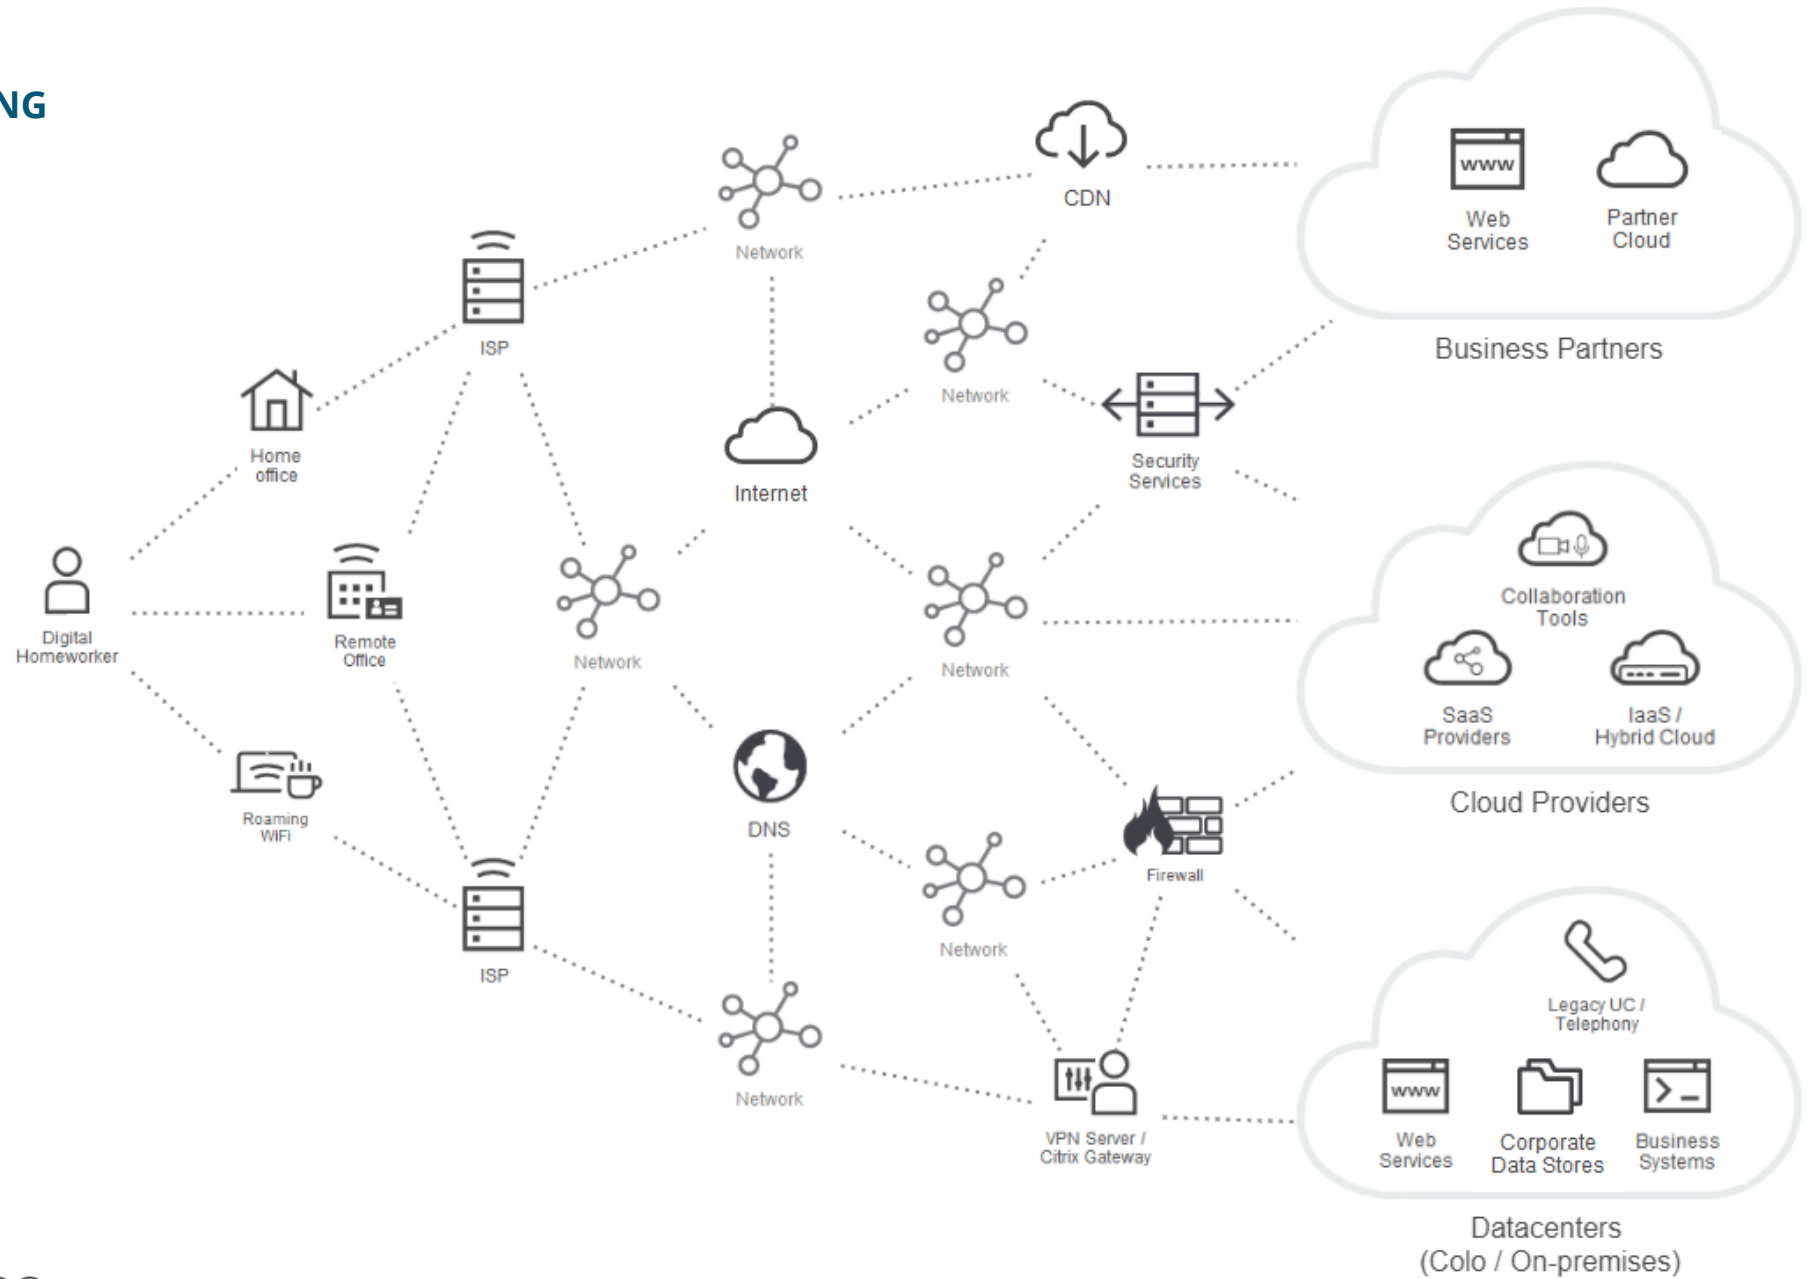 NG
www
Web
Services
Partner
Cloud
Business Partners
CDN
Network
ISP
Network
Home
office
Internet
Security
Services
Digital
Homeworker
Remote
Office
Network
Network
Collaboration
Tools
SaaS
Providers
IaaS /
Hybrid Cloud
Cloud Providers
Roaming
WiFi
DNS
Firewall
ISP
Network
Network
VPN Server /
Citrix Gateway
Legacy UC /
Telephony
www
Web
Services
Corporate
Data Stores
Business
Systems
Datacenters
(Colo / On-premises)